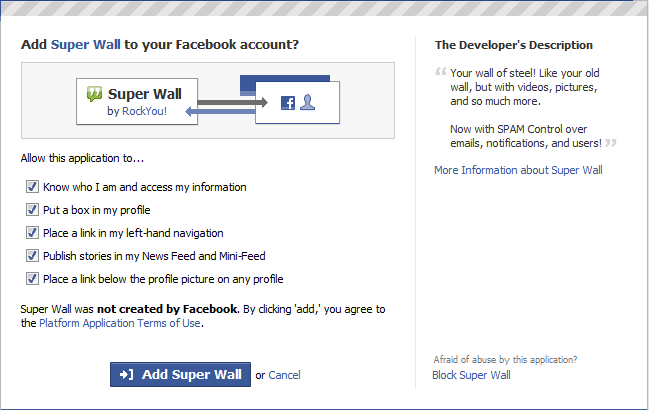 Add Super Wall to your Facebook account?
Super Wall
by RockYou!
f
Allow this application to...
Know who I am and access my information
Put a box in my profile
Place a link in my left-hand navigation
Publish stories in my News Feed and Mini-Feed
Place a link below the profile picture on any profile
Super Wall was not created by Facebook. By clicking 'add,' you agree to
the Platform Application Terms of Use.
Add Super Wall or Cancel
The Developer's Description
“ Your wall of steel! Like your old
wall, but with videos, pictures,
and so much more.
Now with SPAM Control over
emails, notifications, and users! ”
More Information about Super Wall
Afraid of abuse by this application?
Block Super Wall